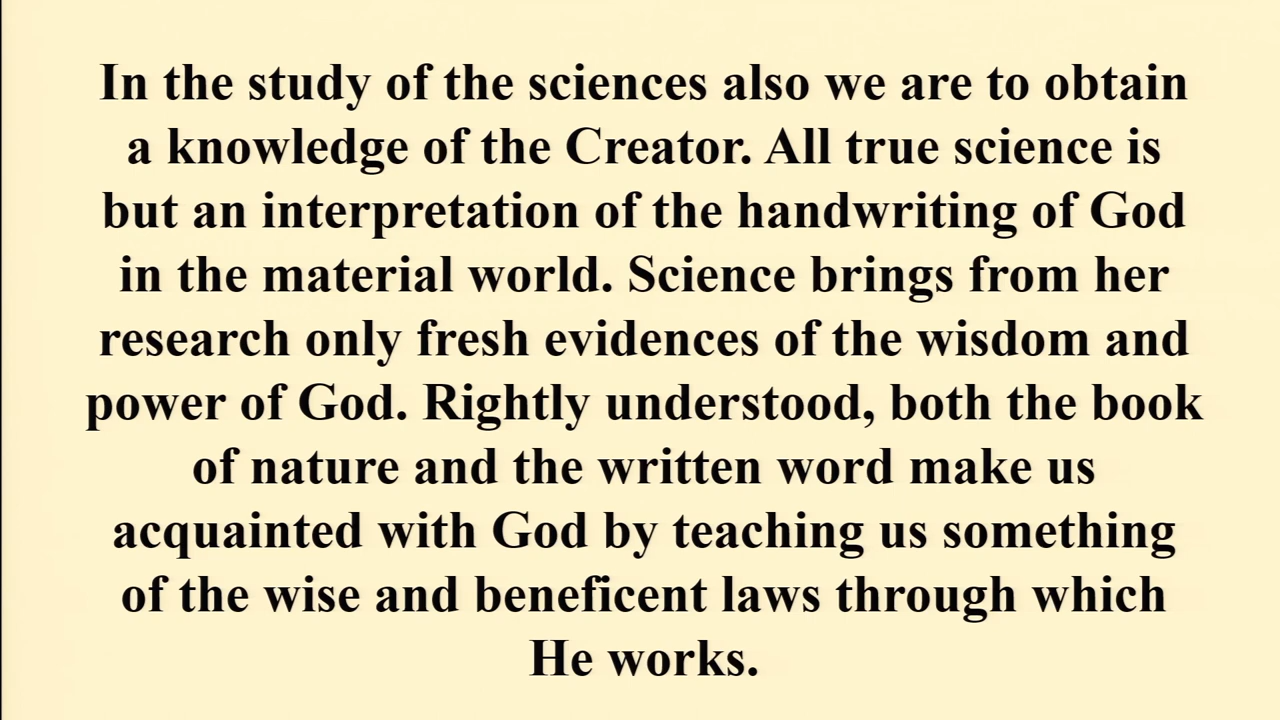 In the study of the sciences also we are to obtain
a knowledge of the Creator. All true science is
but an interpretation of the handwriting of God
in the material world. Science brings from her
research only fresh evidences of the wisdom and
power of God. Rightly understood, both the book
of nature and the written word make us
acquainted with God by teaching us something
of the wise and beneficent laws through which
He works.